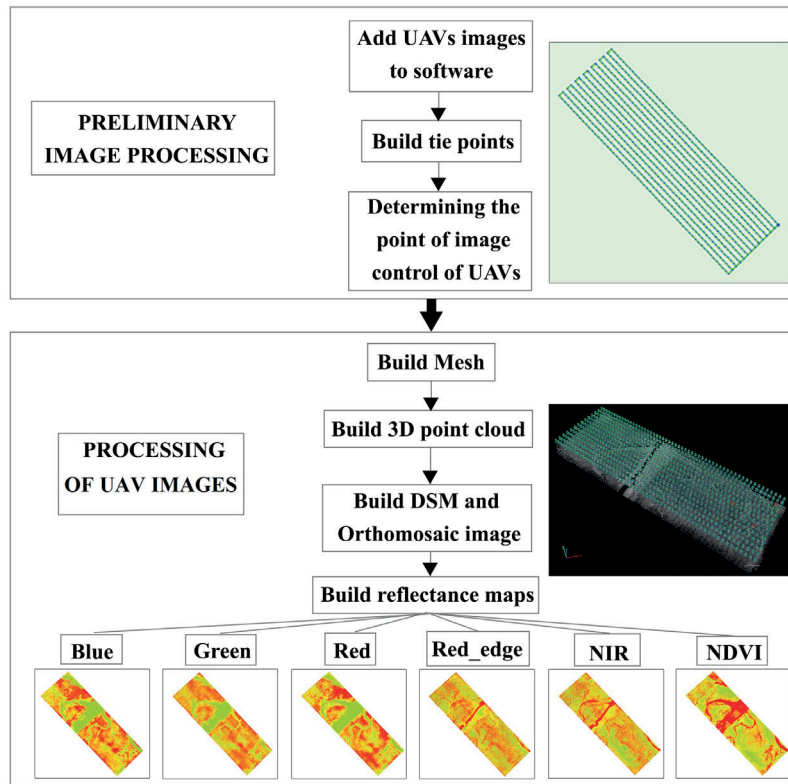 Add UAVs images
to software
PRELIMINARY
IMAGE PROCESSING
Build tie points
Determining the
point of image
control of UAVs
Build Mesh
PROCESSING
OF UAV IMAGES
Build 3D point cloud
Build DSM and
Orthomosaic image
Build reflectance maps
Blue
Green
Red
Red_edge
NIR
NDVI